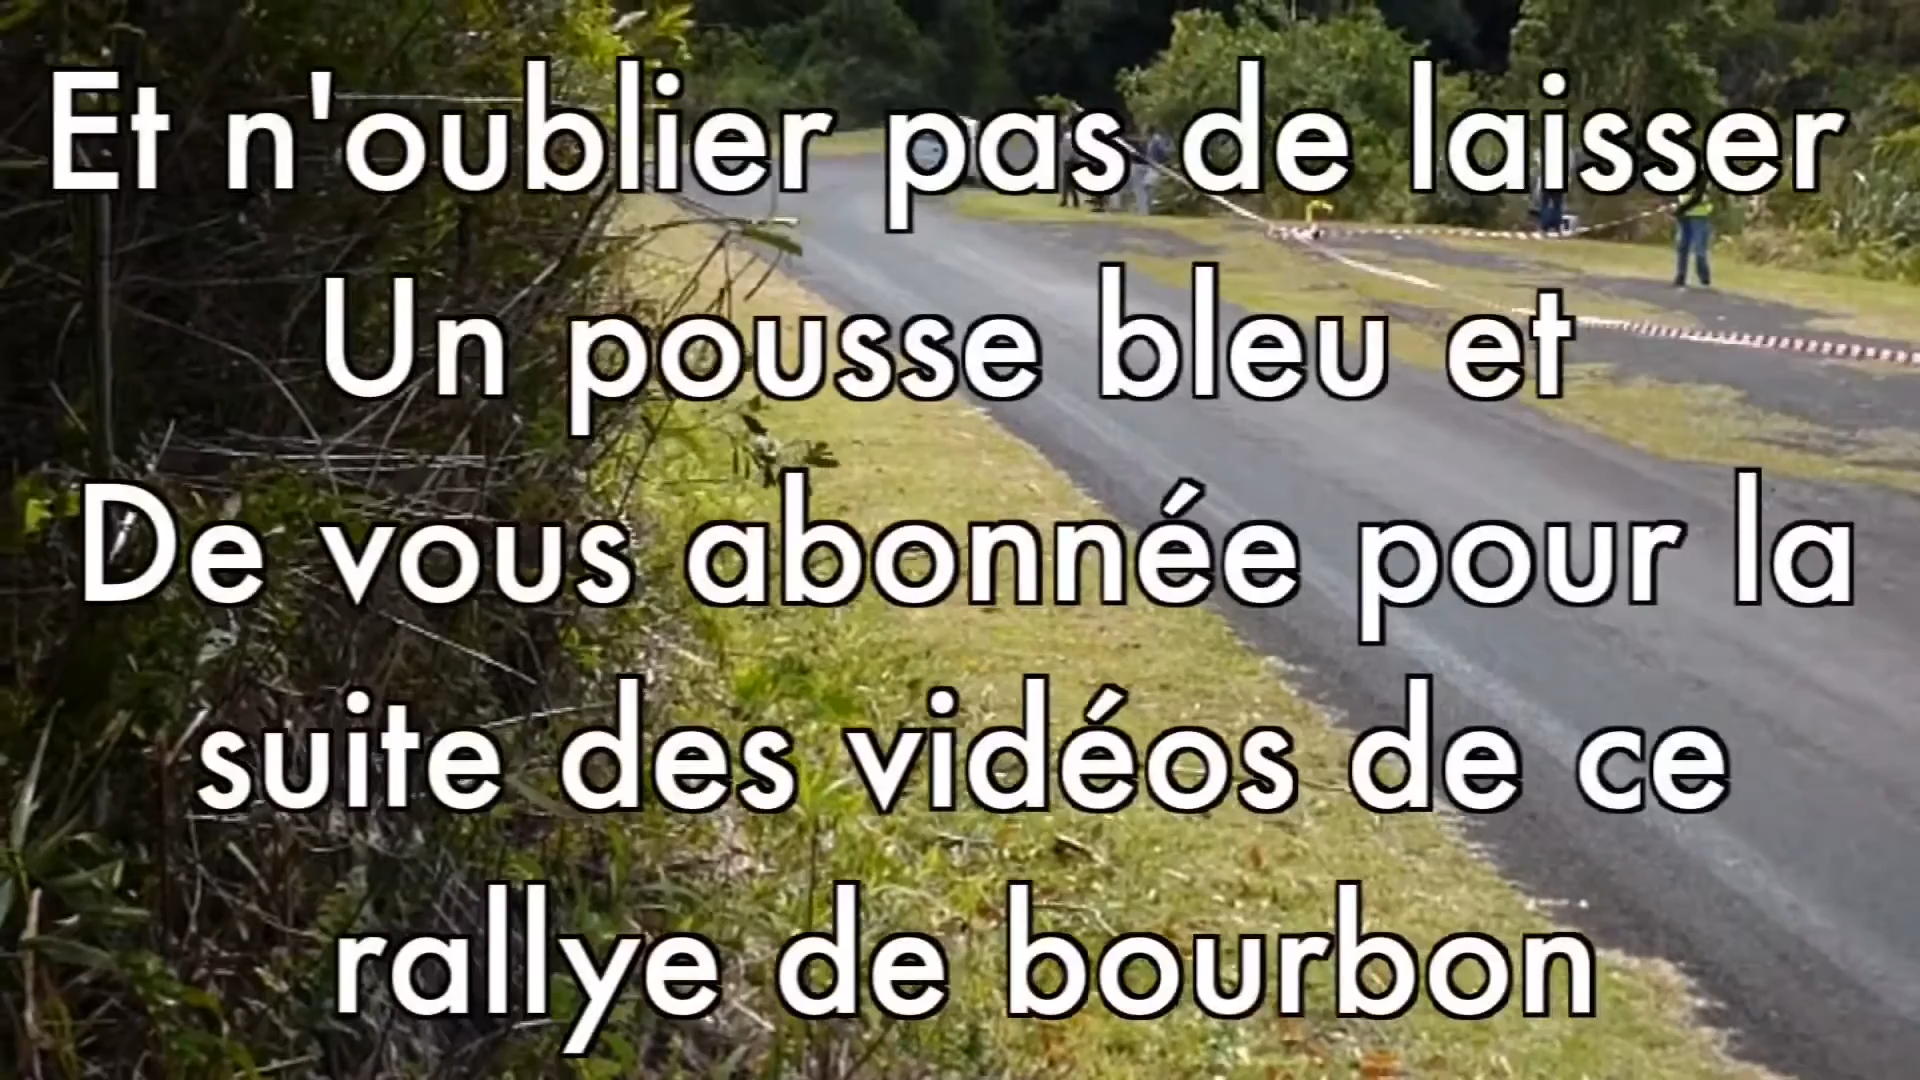 Et n'oublier pas de laisser
Un pousse bleu et
De vous abonnée pour la
suite des vidéos de ce
rallye de bourbon